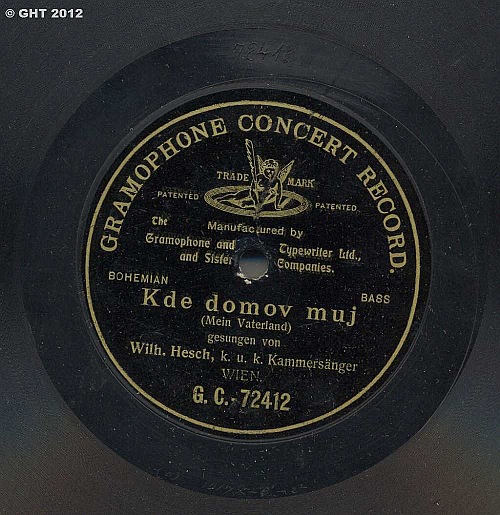 © GHT 2012
72412
GRAMOPHONE CONCERT RECORD.
TRADE MARK
PATENTED PATENTED
Manufactured by
The Gramophone and Typewriter Ltd.,
and Sister Companies.
BOHEMIAN BASS
Kde domov muj
(Mein Vaterland)
gesungen von
Wilh. Hesch, k. u. k. Kammersänger
WIEN.
G. C.-72412